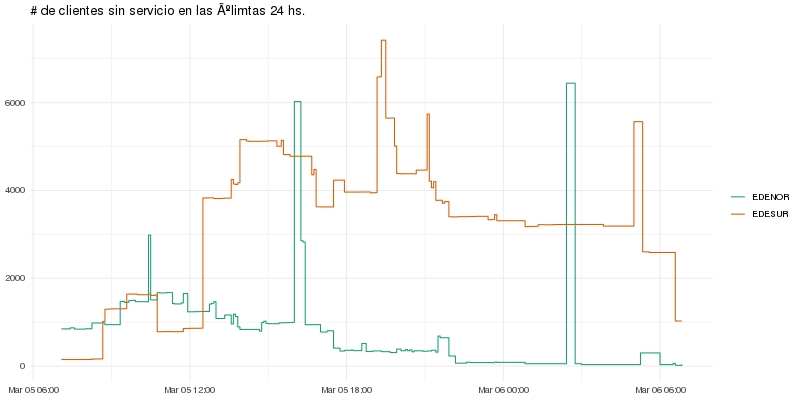 # de clientes sin servicio en las Ãºlimtas 24 hs.
6000
4000
2000
0
Mar 05 06:00
Mar 05 12:00
Mar 05 18:00
Mar 06 00:00
Mar 06 06:00
EDENOR
EDESUR